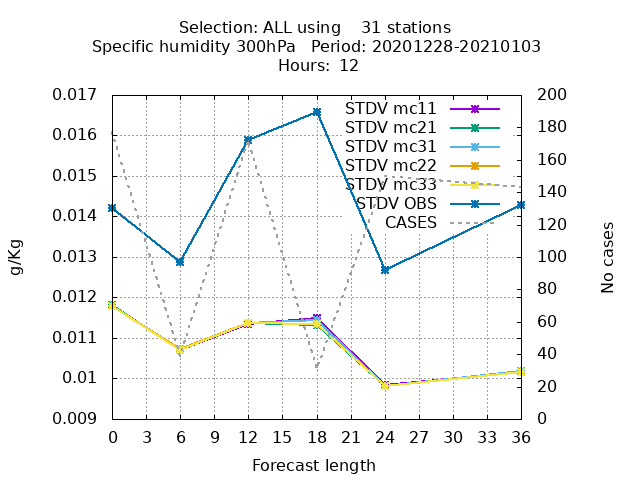 Selection: ALL using    31 stations
Specific humidity 300hPa   Period: 20201228-20210103
Hours:  12
0.017
0.016
0.015
0.014
0.013
0.012
0.011
0.01
0.009
g/Kg
STDV mc11
STDV mc21
STDV mc31
STDV mc22
STDV mc33
STDV OBS
CASES
200
180
160
140
120
100
80
60
40
20
0
No cases
0 3 6 9 12 15 18 21 24 27 30 33 36
Forecast length